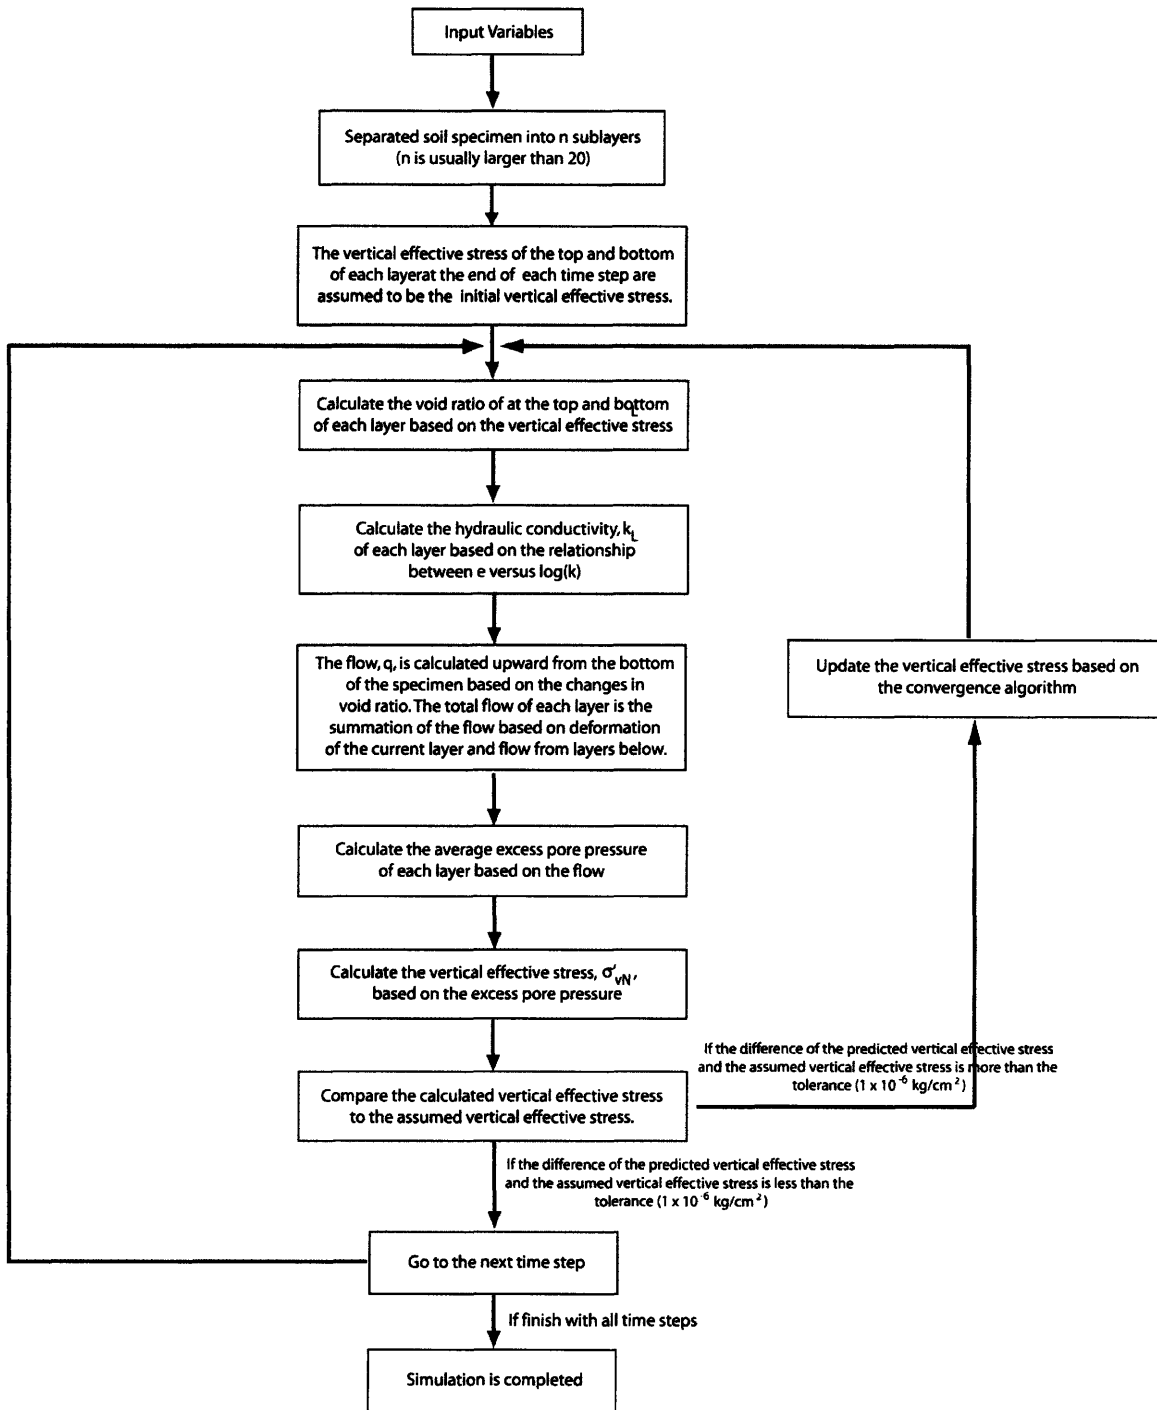 Input Variables
Separated soil specimen into n sublayers
(n is usually larger than 20)
The vertical effective stress of the top and bottom
of each layerat the end of each time step are
assumed to be the initial vertical effective stress.
Calculate the void ratio of at the top and bottom
L
of each layer based on the vertical effective stress
Calculate the hydraulic conductivity, k_L
of each layer based on the relationship
between e versus log(k)
The flow, q, is calculated upward from the bottom
of the specimen based on the changes in
void ratio. The total flow of each layer is the
summation of the flow based on deformation
of the current layer and flow from layers below.
Update the vertical effective stress based on
the convergence algorithm
Calculate the average excess pore pressure
of each layer based on the flow
Calculate the vertical effective stress, σ'vN,
based on the excess pore pressure
If the difference of the predicted vertical effective stress
and the assumed vertical effective stress is more than the
tolerance (1 x 10⁻⁶ kg/cm²)
Compare the calculated vertical effective stress
to the assumed vertical effective stress.
If the difference of the predicted vertical effective stress
and the assumed vertical effective stress is less than the
tolerance (1 x 10⁻⁶ kg/cm²)
Go to the next time step
If finish with all time steps
Simulation is completed